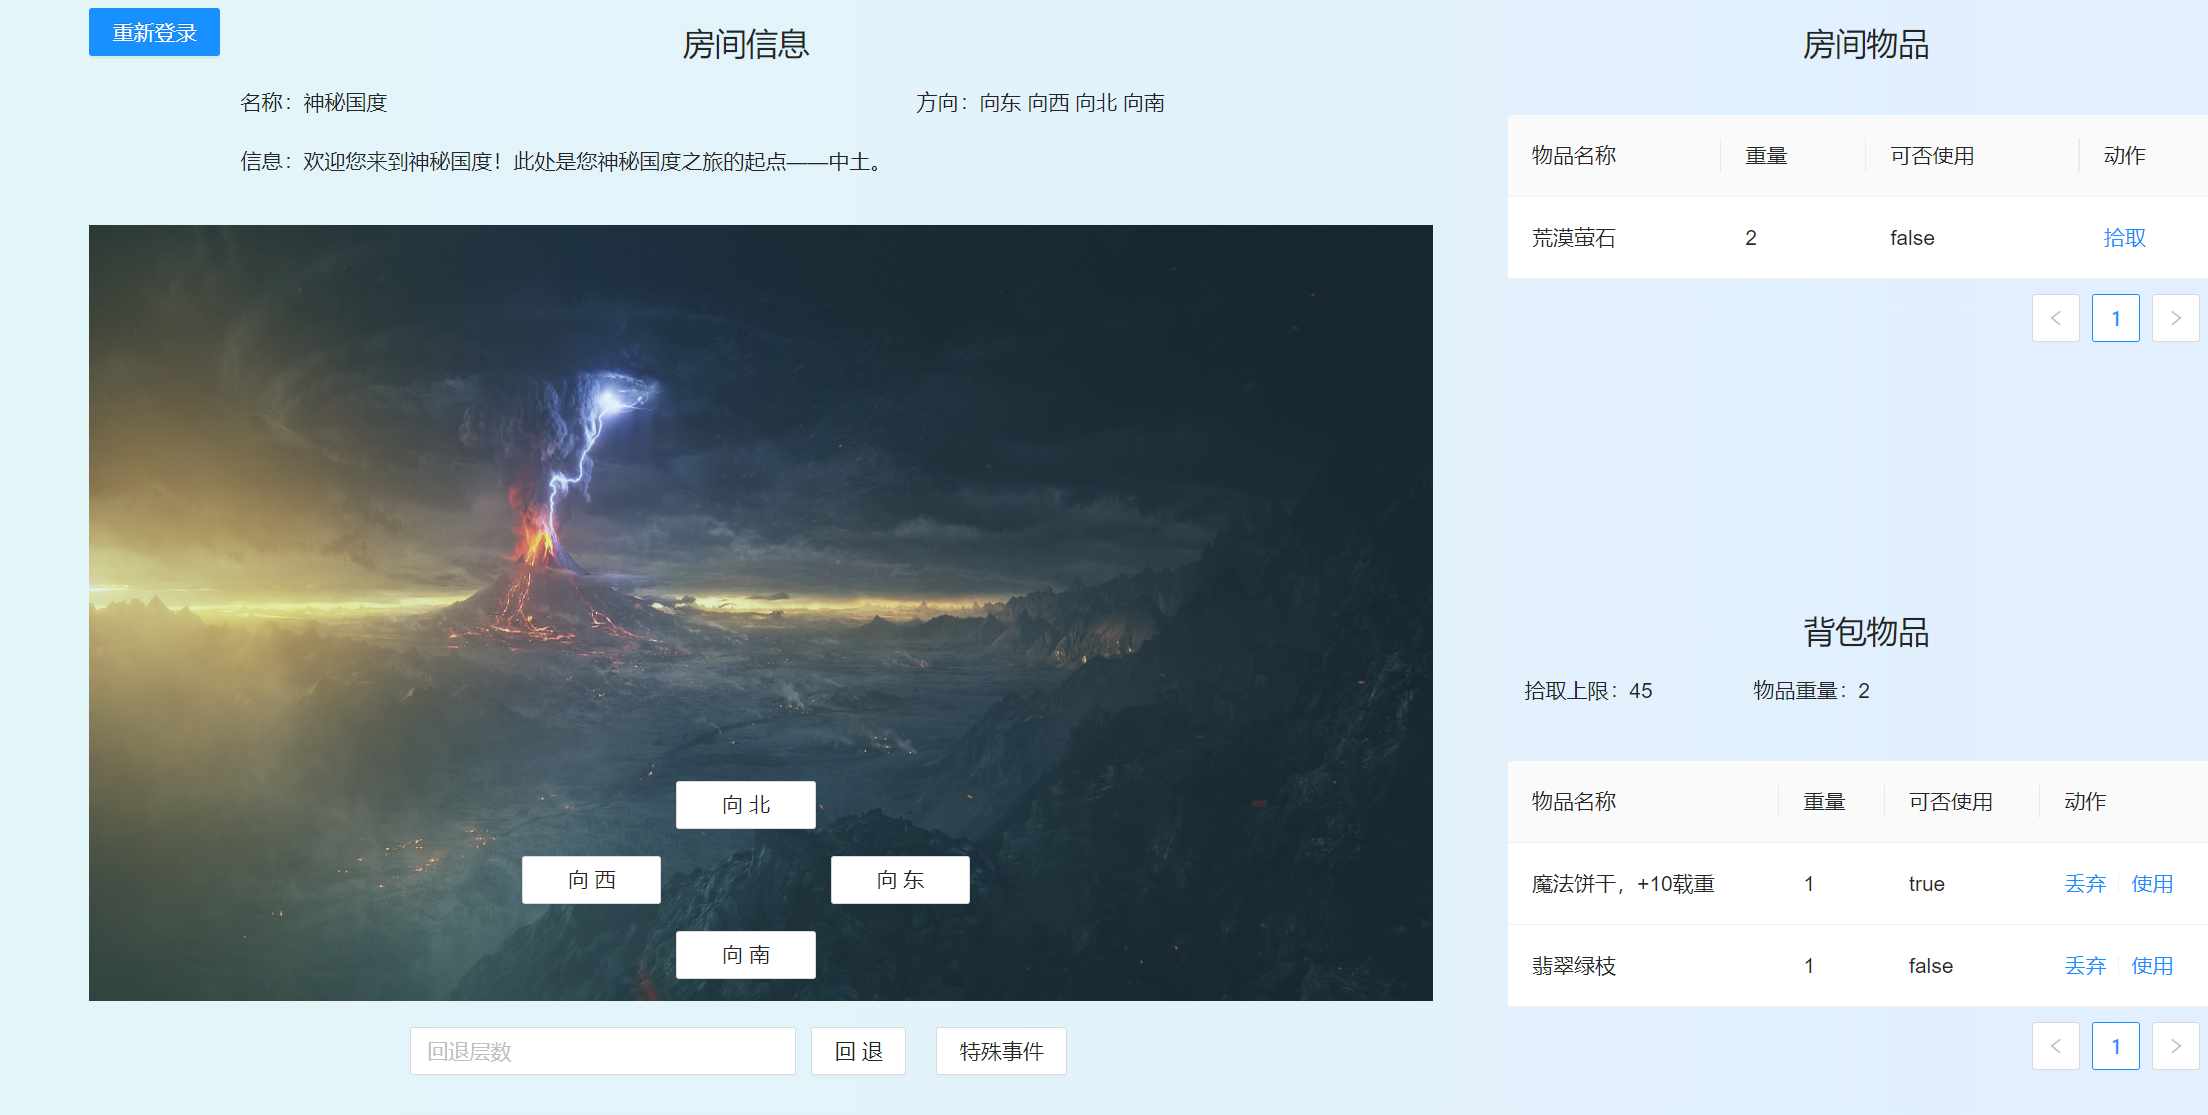 重新登录
房间信息
名称：神秘国度
方向：向东 向西 向北 向南
信息：欢迎您来到神秘国度！此处是您神秘国度之旅的起点——中土。
向北
向西
向东
向南
回退层数
回退
特殊事件
房间物品
物品名称 重量 可否使用 动作
荒漠萤石 2 false 拾取
< 1 >
背包物品
拾取上限：45 物品重量：2
物品名称 重量 可否使用 动作
魔法饼干，+10载重 1 true 丢弃 使用
翡翠绿枝 1 false 丢弃 使用
< 1 >